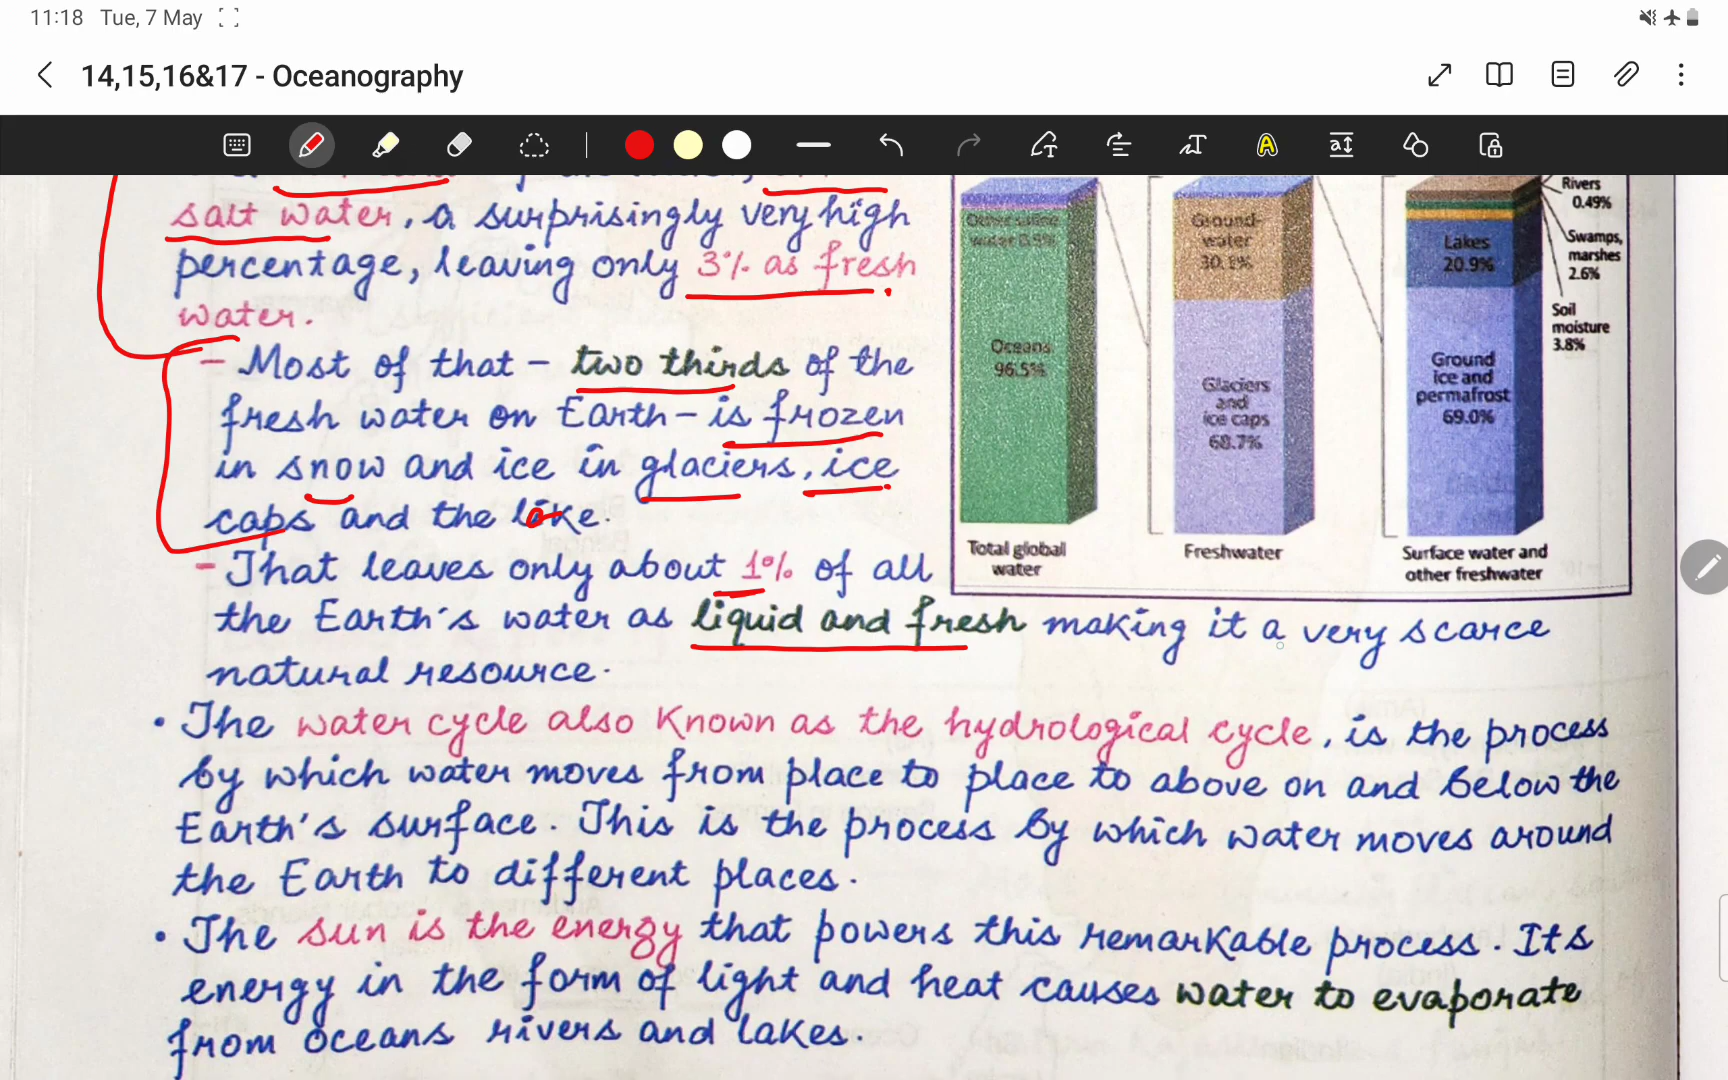 11:18 Tue, 7 May
14,15,16&17 - Oceanography
salt water, a surprisingly very high
percentage, leaving only 3% as fresh
water.
- Most of that - two thirds of the
fresh water on Earth - is frozen
in snow and ice in glaciers, ice
caps and the like.
- That leaves only about 1% of all
the Earth's water as liquid and fresh making it a very scarce
natural resource.
• The water cycle also known as the hydrological cycle, is the process
by which water moves from place to place to above on and below the
Earth's surface. This is the process by which water moves around
the Earth to different places.
• The sun is the energy that powers this remarkable process. Its
energy in the form of light and heat causes water to evaporate
from oceans rivers and lakes.
Other saline
water 0.9%
Oceans
96.5%
Total global
water
Ground-
water
30.1%
Glaciers
and
ice caps
68.7%
Freshwater
Lakes
20.9%
Ground
ice and
permafrost
69.0%
Surface water and
other freshwater
Rivers
0.49%
Swamps,
marshes
2.6%
Soil
moisture
3.8%